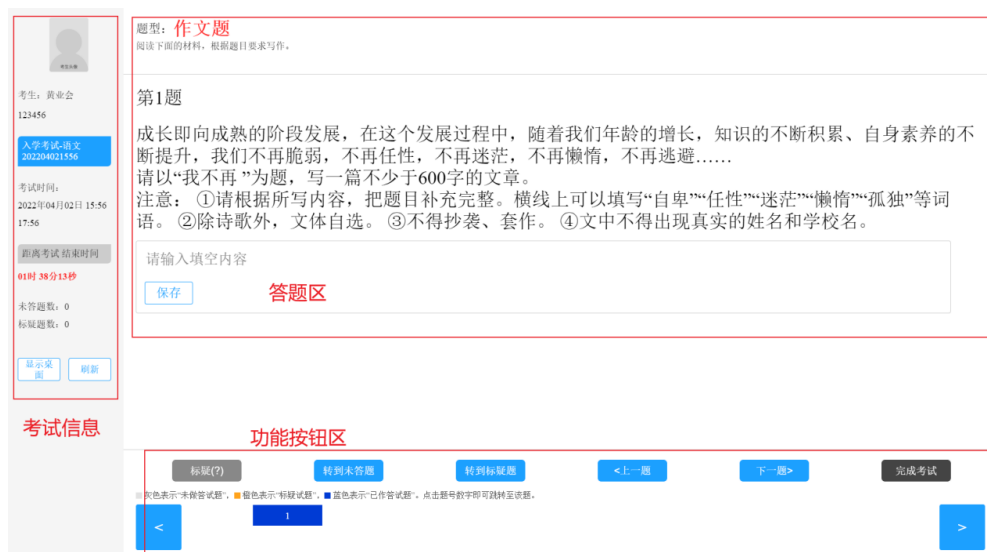 考生头像
考生：黄业会
123456
入学考试-语文
202204021556
考试时间：
2022年04月02日 15:56
17:56
距离考试 结束时间
01时 38分13秒
未答题数：0
标疑题数：0
显示桌
面
刷新
考试信息
题型：作文题
阅读下面的材料，根据题目要求写作。
第1题
成长即向成熟的阶段发展，在这个发展过程中，随着我们年龄的增长，知识的不断积累、自身素养的不
断提升，我们不再脆弱，不再任性，不再迷茫，不再懒惰，不再逃避……
请以“我不再 ”为题，写一篇不少于600字的文章。
注意： ①请根据所写内容，把题目补充完整。横线上可以填写“自卑”“任性”“迷茫”“懒惰”“孤独”等词
语。 ②除诗歌外，文体自选。 ③不得抄袭、套作。 ④文中不得出现真实的姓名和学校名。
请输入填空内容
保存
答题区
功能按钮区
标疑(?) 转到未答题 转到标疑题 <上一题 下一题> 完成考试
灰色表示“未做答试题”，橙色表示“标疑试题”，蓝色表示“已作答试题”。点击题号数字即可跳转至该题。
< 1 >